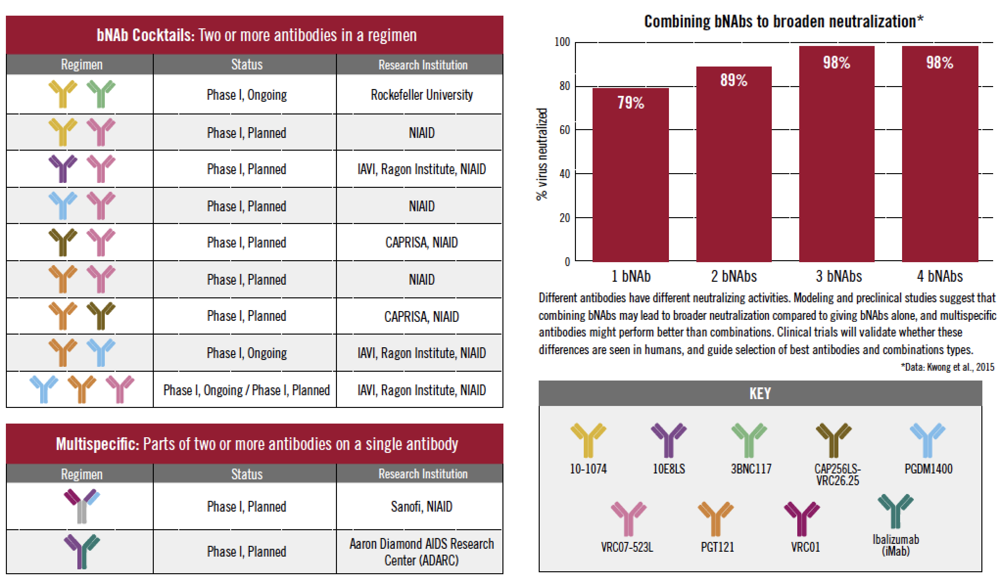 bNAb Cocktails: Two or more antibodies in a regimen
Regimen Status Research Institution
Phase I, Ongoing Rockefeller University
Phase I, Planned NIAID
Phase I, Planned IAVI, Ragon Institute, NIAID
Phase I, Planned NIAID
Phase I, Planned CAPRISA, NIAID
Phase I, Planned NIAID
Phase I, Planned CAPRISA, NIAID
Phase I, Ongoing IAVI, Ragon Institute, NIAID
Phase I, Ongoing / Phase I, Planned IAVI, Ragon Institute, NIAID
Multispecific: Parts of two or more antibodies on a single antibody
Regimen Status Research Institution
Phase I, Planned Sanofi, NIAID
Phase I, Planned Aaron Diamond AIDS Research
Center (ADARC)
Combining bNAbs to broaden neutralization*
% virus neutralized
100
80
60
40
20
0
79%
89%
98%
98%
1 bNAb 2 bNAbs 3 bNAbs 4 bNAbs
Different antibodies have different neutralizing activities. Modeling and preclinical studies suggest that
combining bNAbs may lead to broader neutralization compared to giving bNAbs alone, and multispecific
antibodies might perform better than combinations. Clinical trials will validate whether these
differences are seen in humans, and guide selection of best antibodies and combinations types.
*Data: Kwong et al., 2015
KEY
10-1074 10E8LS 3BNC117 CAP256LS- PGDM1400
VRC26.25
VRC07-523L PGT121 VRC01 Ibalizumab
(iMab)